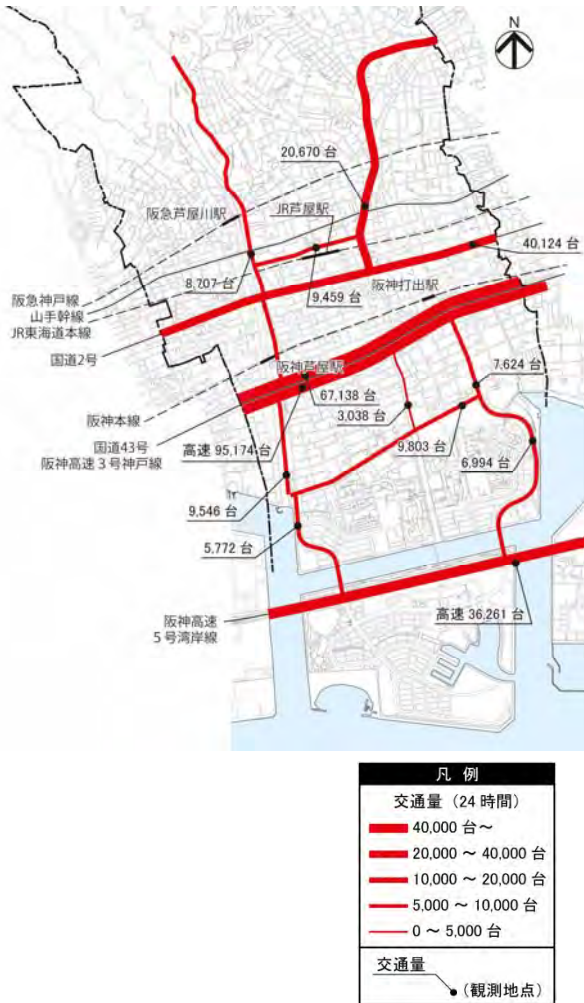 N
20,670 台
阪急芦屋川駅
JR芦屋駅
40,124 台
8,707 台
9,459 台
阪急神戸線
山手幹線
JR東海道本線
阪神打出駅
国道2号
阪神芦屋駅
7,624 台
67,138 台
阪神本線
3,038 台
国道43号
高速 95,174 台
9,803 台
阪神高速3号神戸線
6,994 台
9,546 台
5,772 台
阪神高速
5号湾岸線
高速 36,261 台
凡 例
交通量 (24 時間)
40,000 台～
20,000 ～ 40,000 台
10,000 ～ 20,000 台
5,000 ～ 10,000 台
0 ～ 5,000 台
交通量
(観測地点)